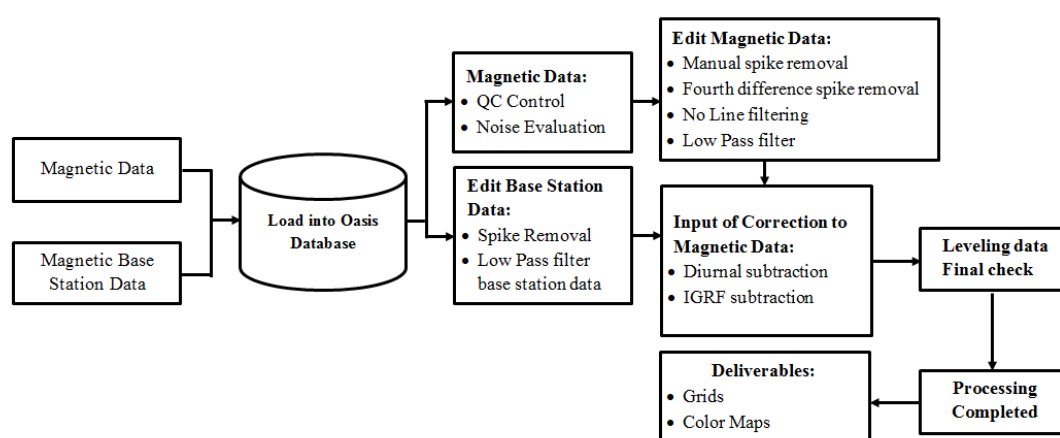 Magnetic Data
Magnetic Base
Station Data
Load into Oasis
Database
Magnetic Data:
• QC Control
• Noise Evaluation
Edit Base Station
Data:
• Spike Removal
• Low Pass filter
base station data
Edit Magnetic Data:
• Manual spike removal
• Fourth difference spike removal
• No Line filtering
• Low Pass filter
Input of Correction to
Magnetic Data:
• Diurnal subtraction
• IGRF subtraction
Leveling data
Final check
Processing
Completed
Deliverables:
• Grids
• Color Maps